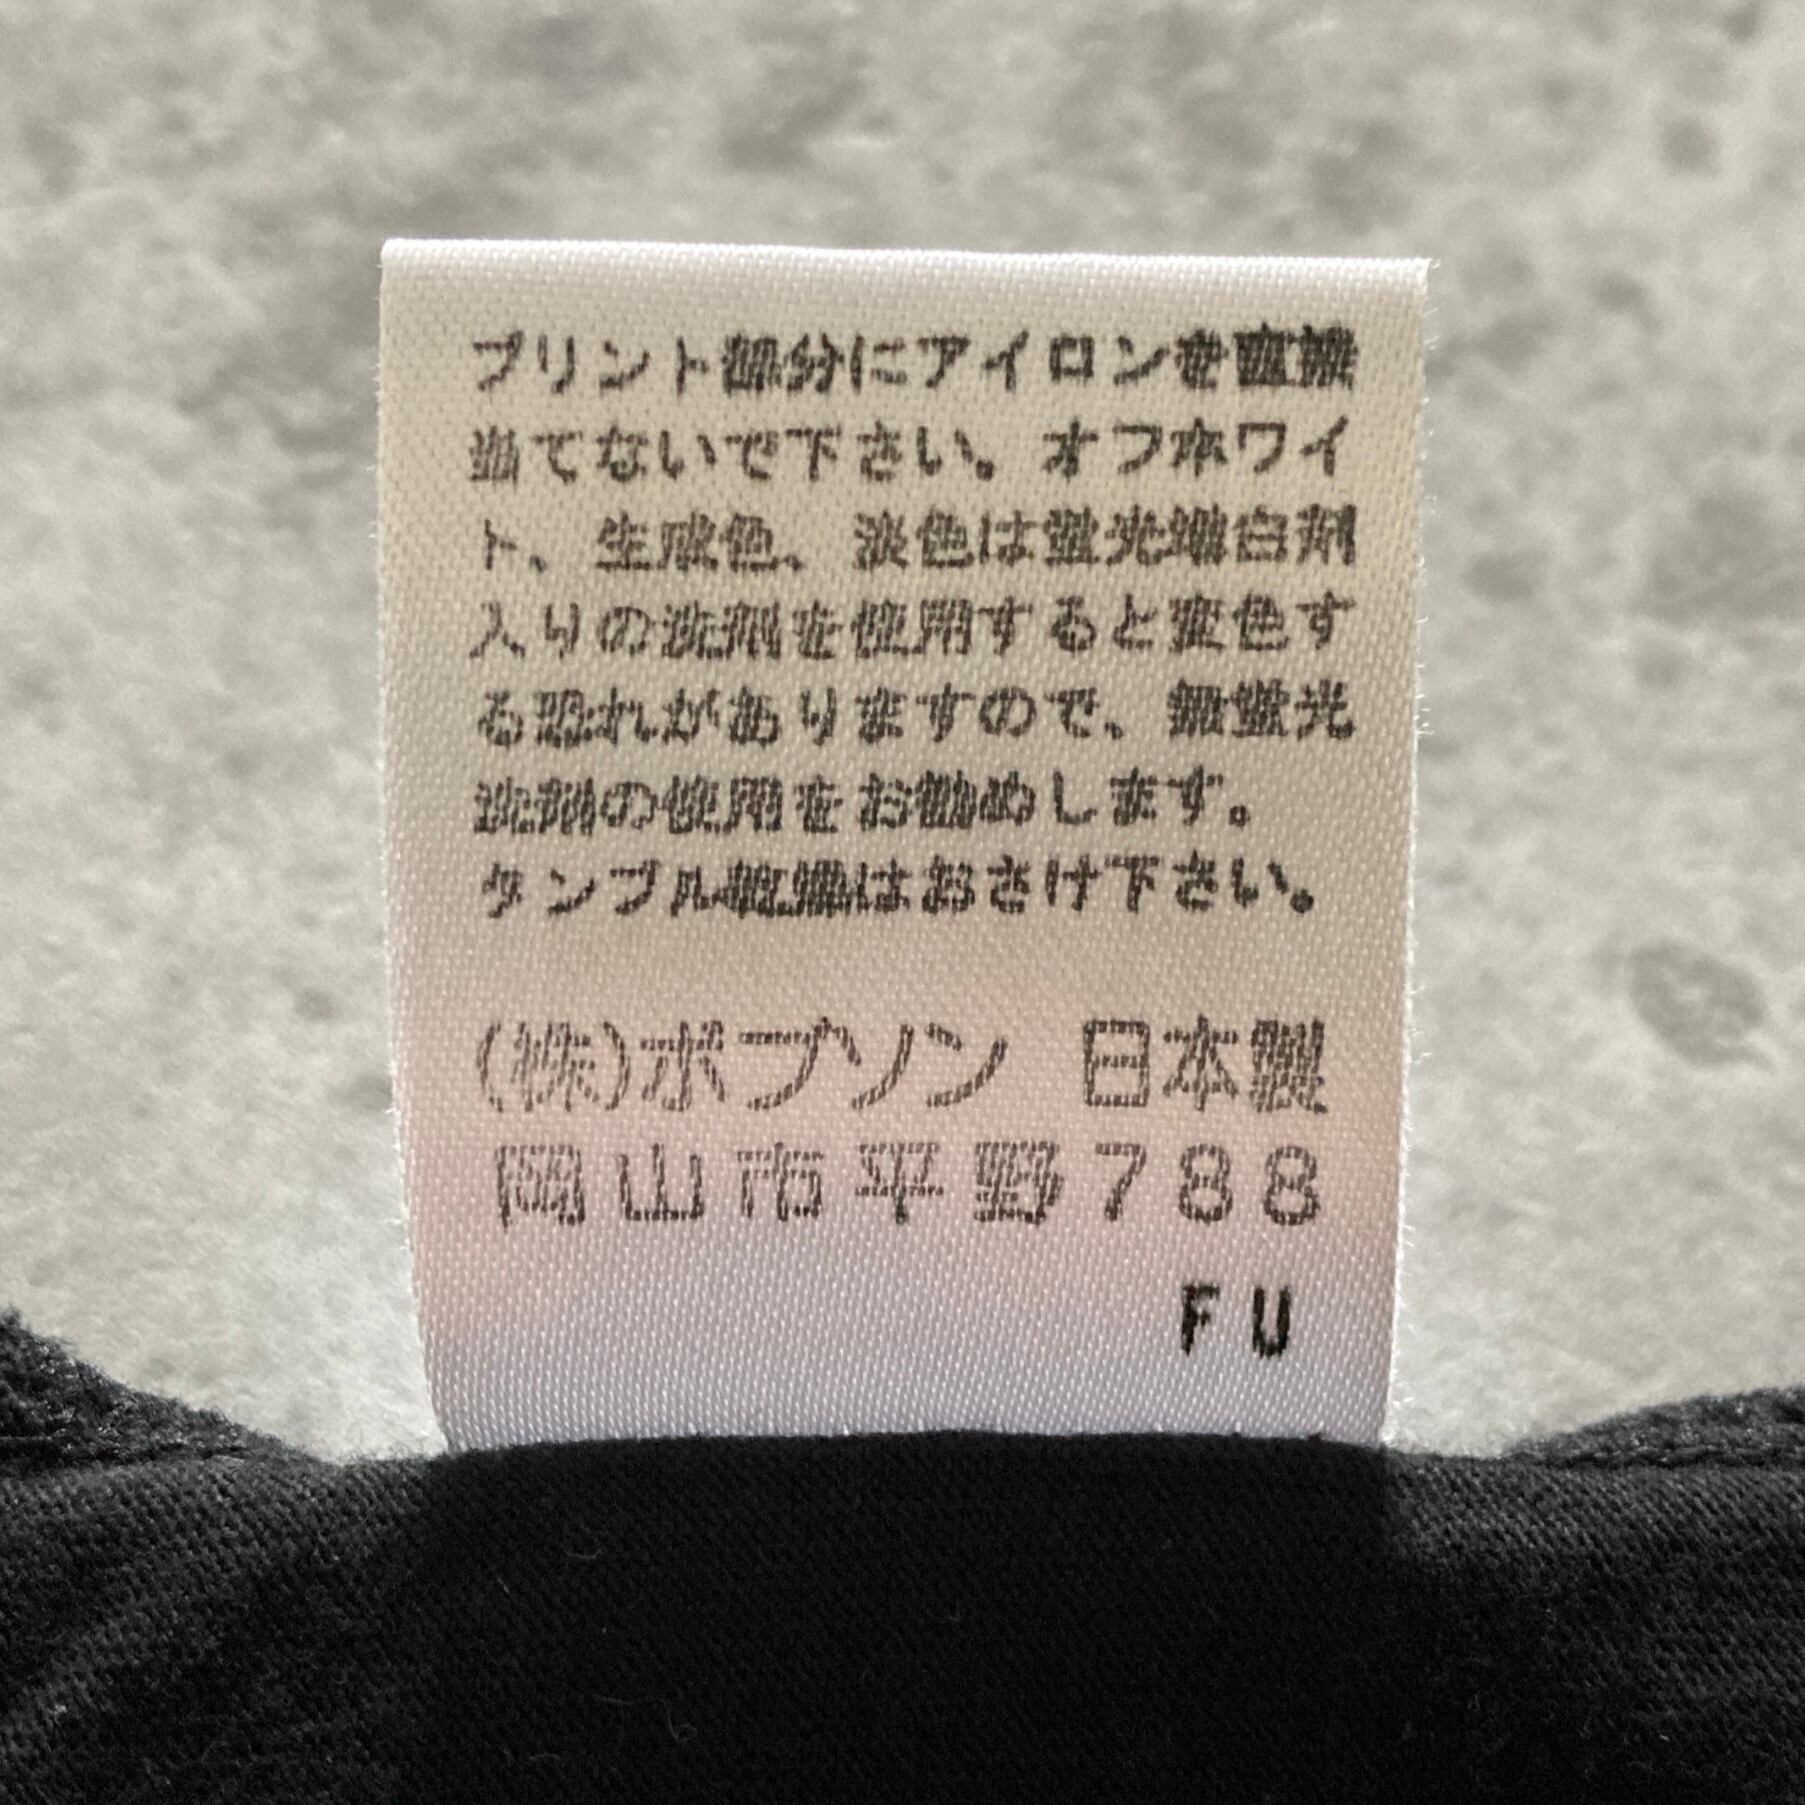 プリント部分にアイロンを直接
当てないで下さい。オフホワイ
ト、生成色、淡色は蛍光増白剤
入りの洗剤を使用すると変色す
る恐れがありますので、無蛍光
洗剤の使用をお勧めします。
タンブル乾燥はおさけ下さい。
(株)ボブソン 日本製
岡山市平野788
FU